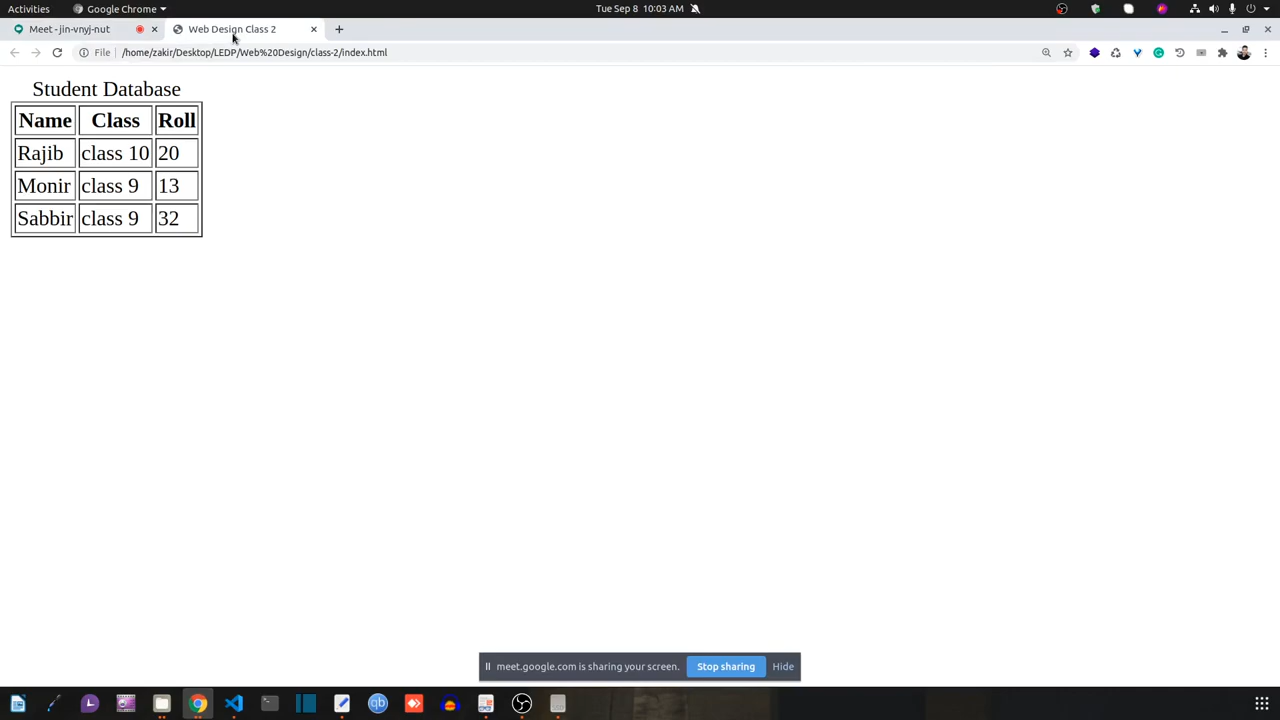 Activities Google Chrome Tue Sep 8 10:03 AM
Meet - jin-vnyj-nut Web Design Class 2
File /home/zakir/Desktop/LEDP/Web%20Design/class-2/index.html
Student Database
Name Class Roll
Rajib class 10 20
Monir class 9 13
Sabbir class 9 32
meet.google.com is sharing your screen. Stop sharing Hide
qb